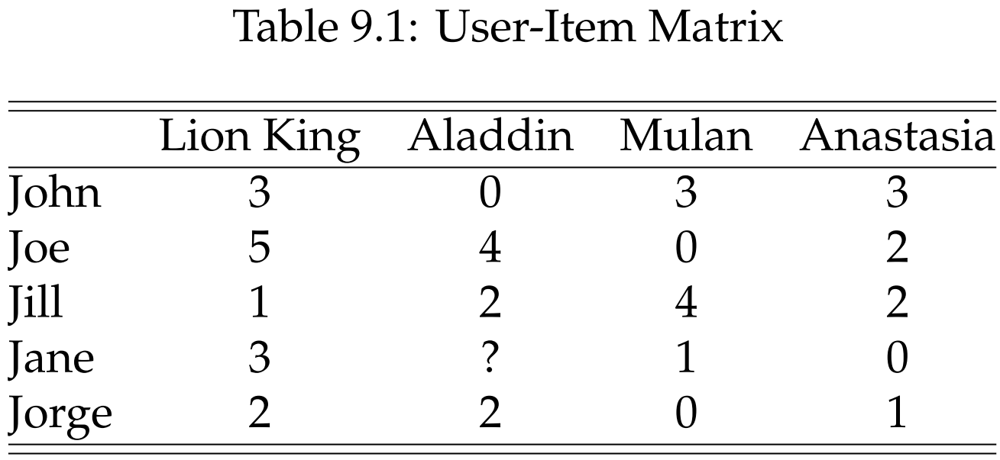 Table 9.1: User-Item Matrix
Lion King Aladdin Mulan Anastasia
John 3 0 3 3
Joe 5 4 0 2
Jill 1 2 4 2
Jane 3 ? 1 0
Jorge 2 2 0 1